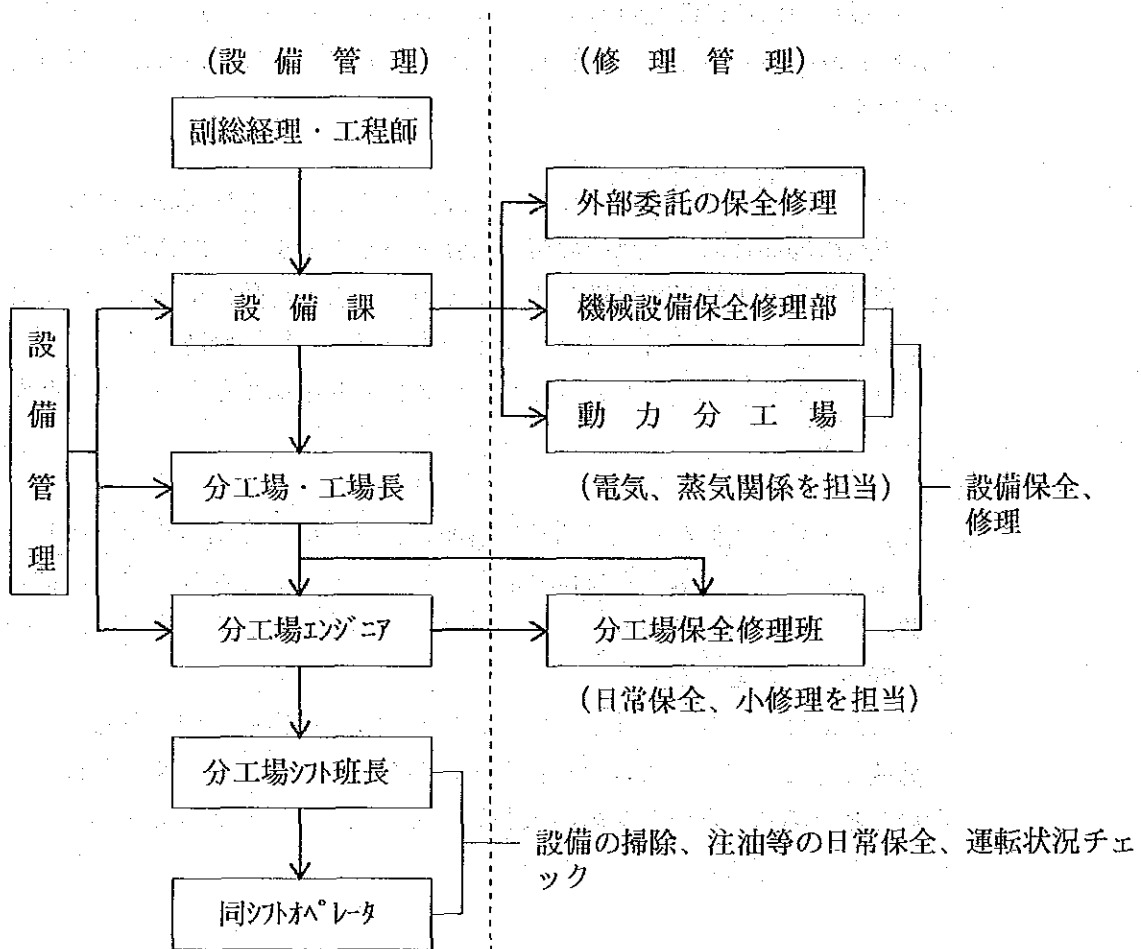 (設備管理)
(修理管理)
副総経理・工程師
外部委託の保全修理
設備課
機械設備保全修理部
設備管理
動力分工場
(電気、蒸気関係を担当)
分工場・工場長
設備保全、
修理
分工場エンジニア
分工場保全修理班
(日常保全、小修理を担当)
分工場シフト班長
設備の掃除、注油等の日常保全、運転状況チェ
ック
同シフトオペレータ